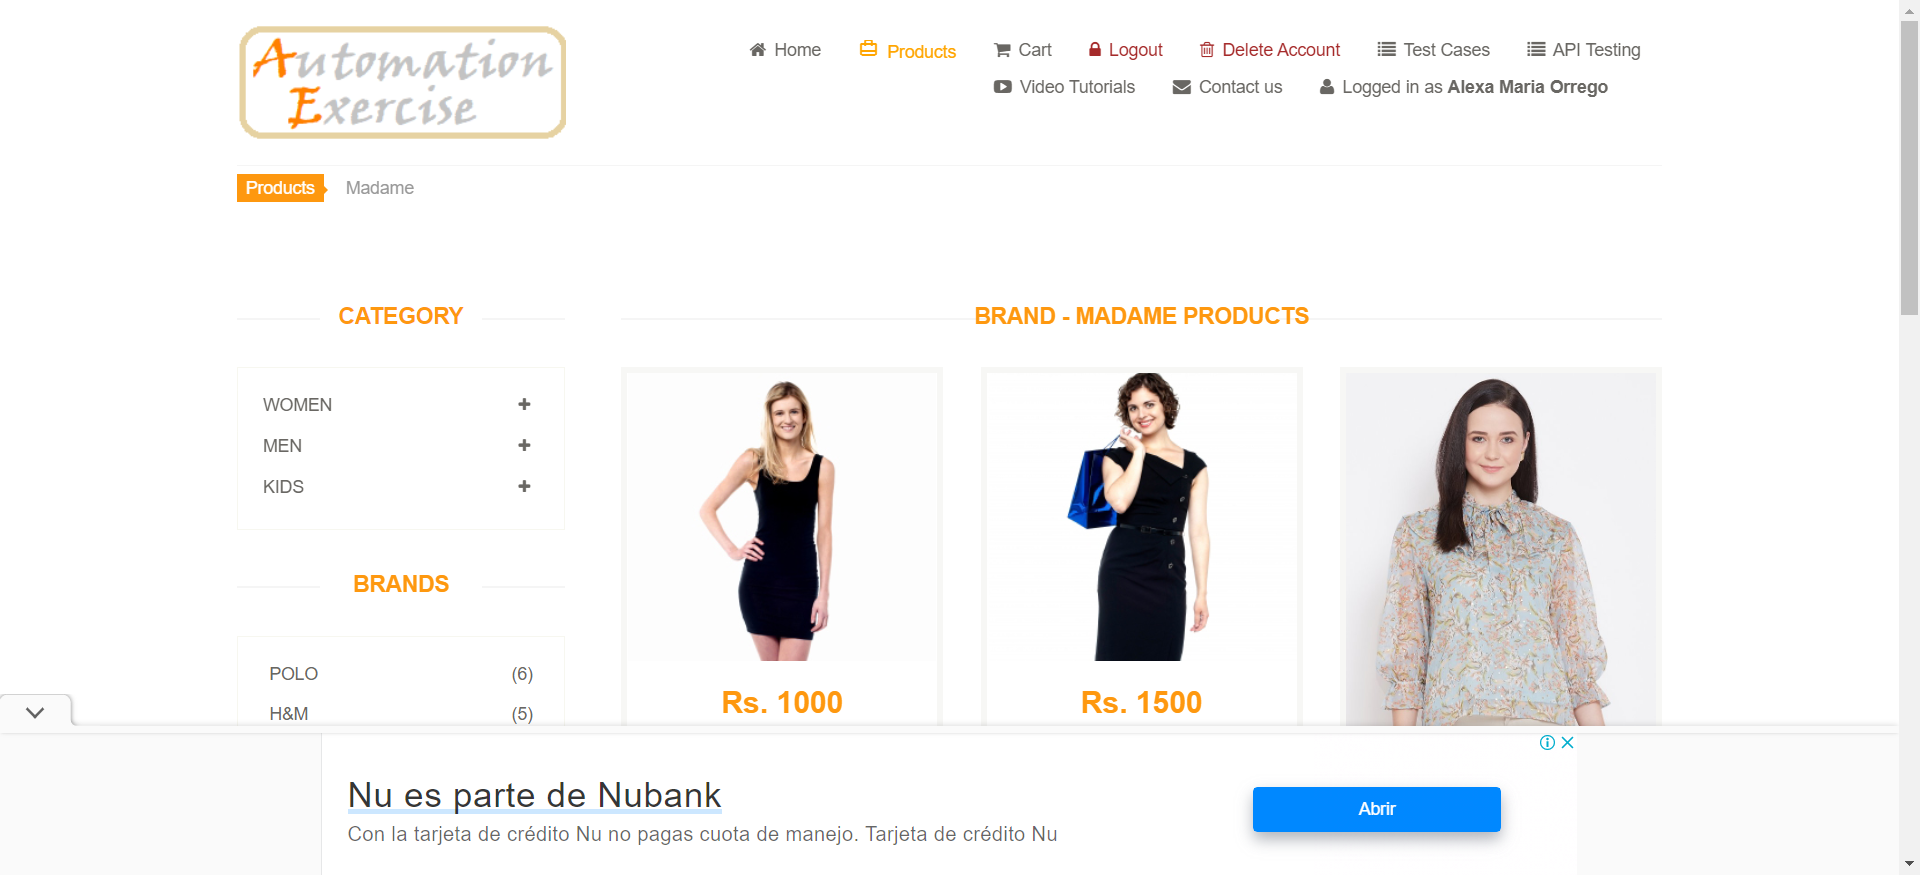 Automation
Exercise
Home
Products
Cart
Logout
Delete Account
Test Cases
API Testing
Video Tutorials
Contact us
Logged in as Alexa Maria Orrego
Products
Madame
CATEGORY
WOMEN
MEN
KIDS
BRANDS
POLO (6)
H&M (5)
BRAND - MADAME PRODUCTS
Rs. 1000
Rs. 1500
Nu es parte de Nubank
Con la tarjeta de crédito Nu no pagas cuota de manejo. Tarjeta de crédito Nu
Abrir